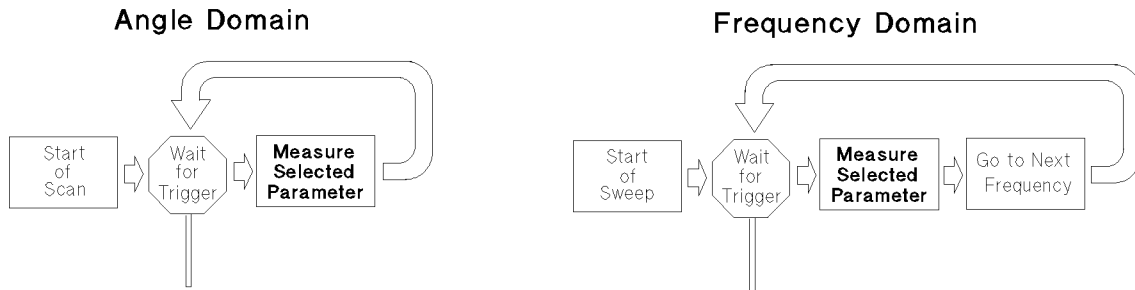 Angle Domain
Start
of
Scan
Wait
for
Trigger
Measure
Selected
Parameter
Frequency Domain
Start
of
Sweep
Wait
for
Trigger
Measure
Selected
Parameter
Go to Next
Frequency